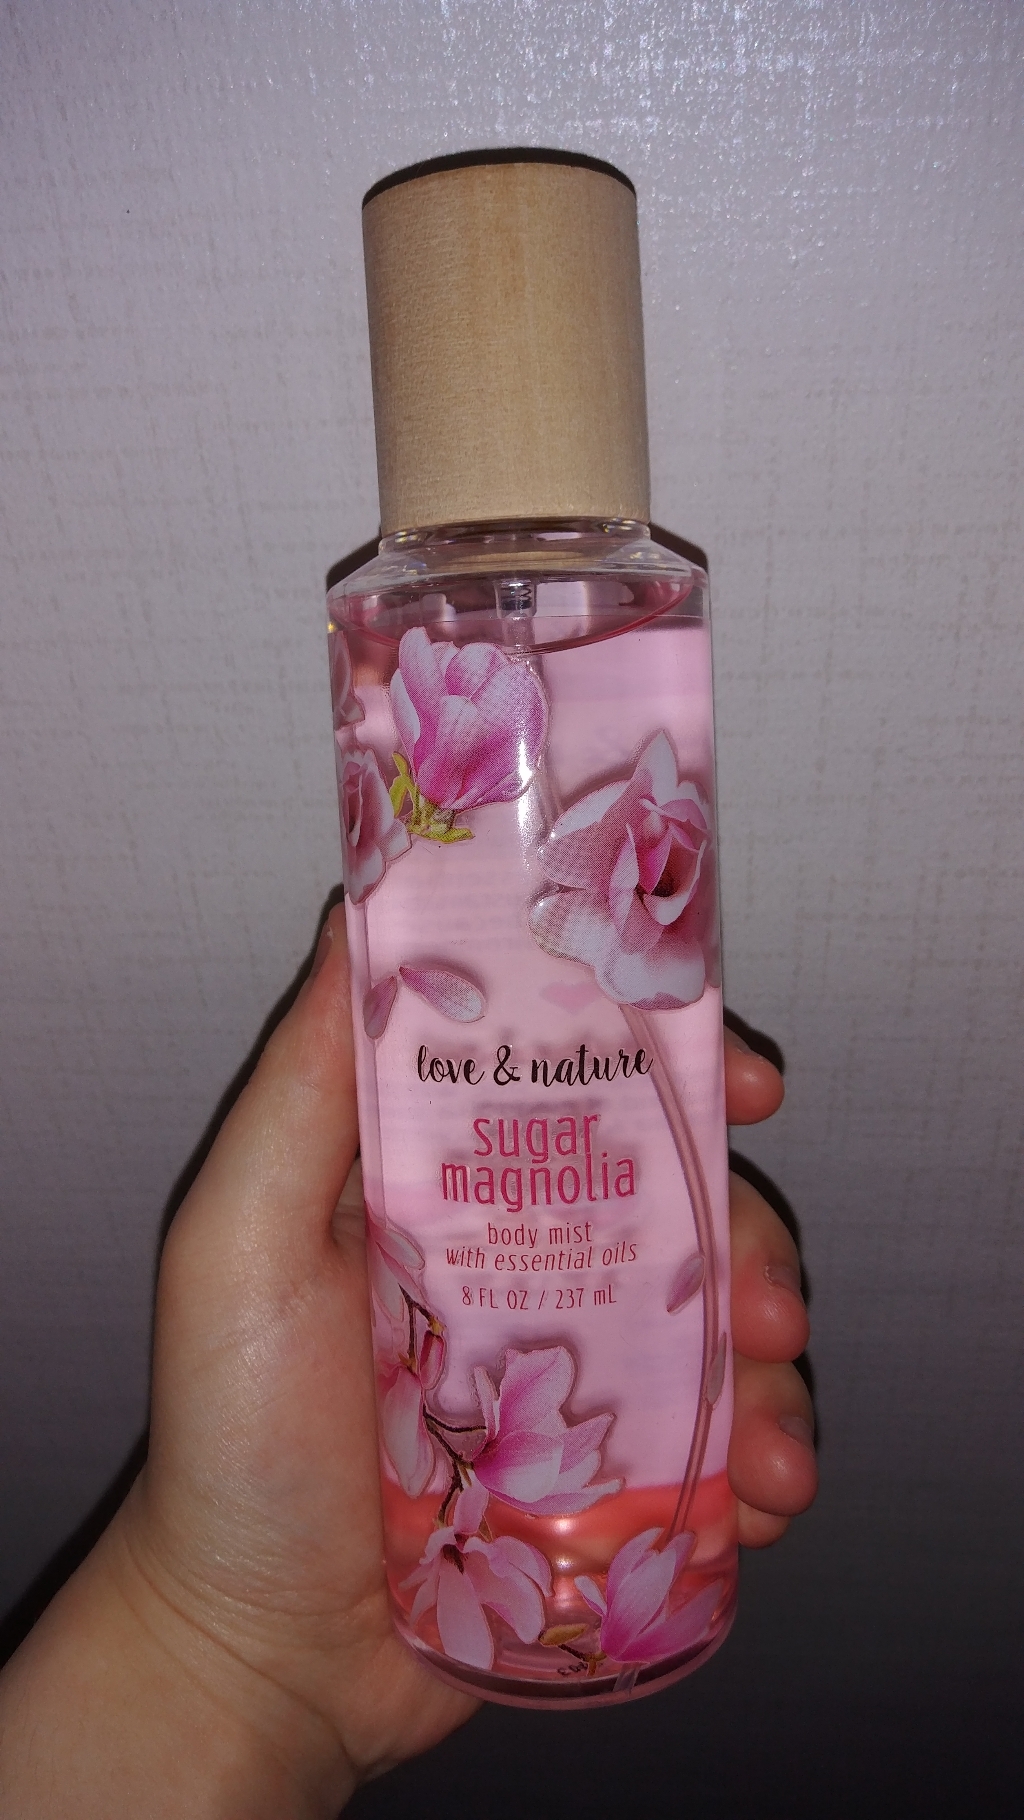 love & nature
sugar
magnolia
body mist
with essential oils
8 FL OZ / 237 mL